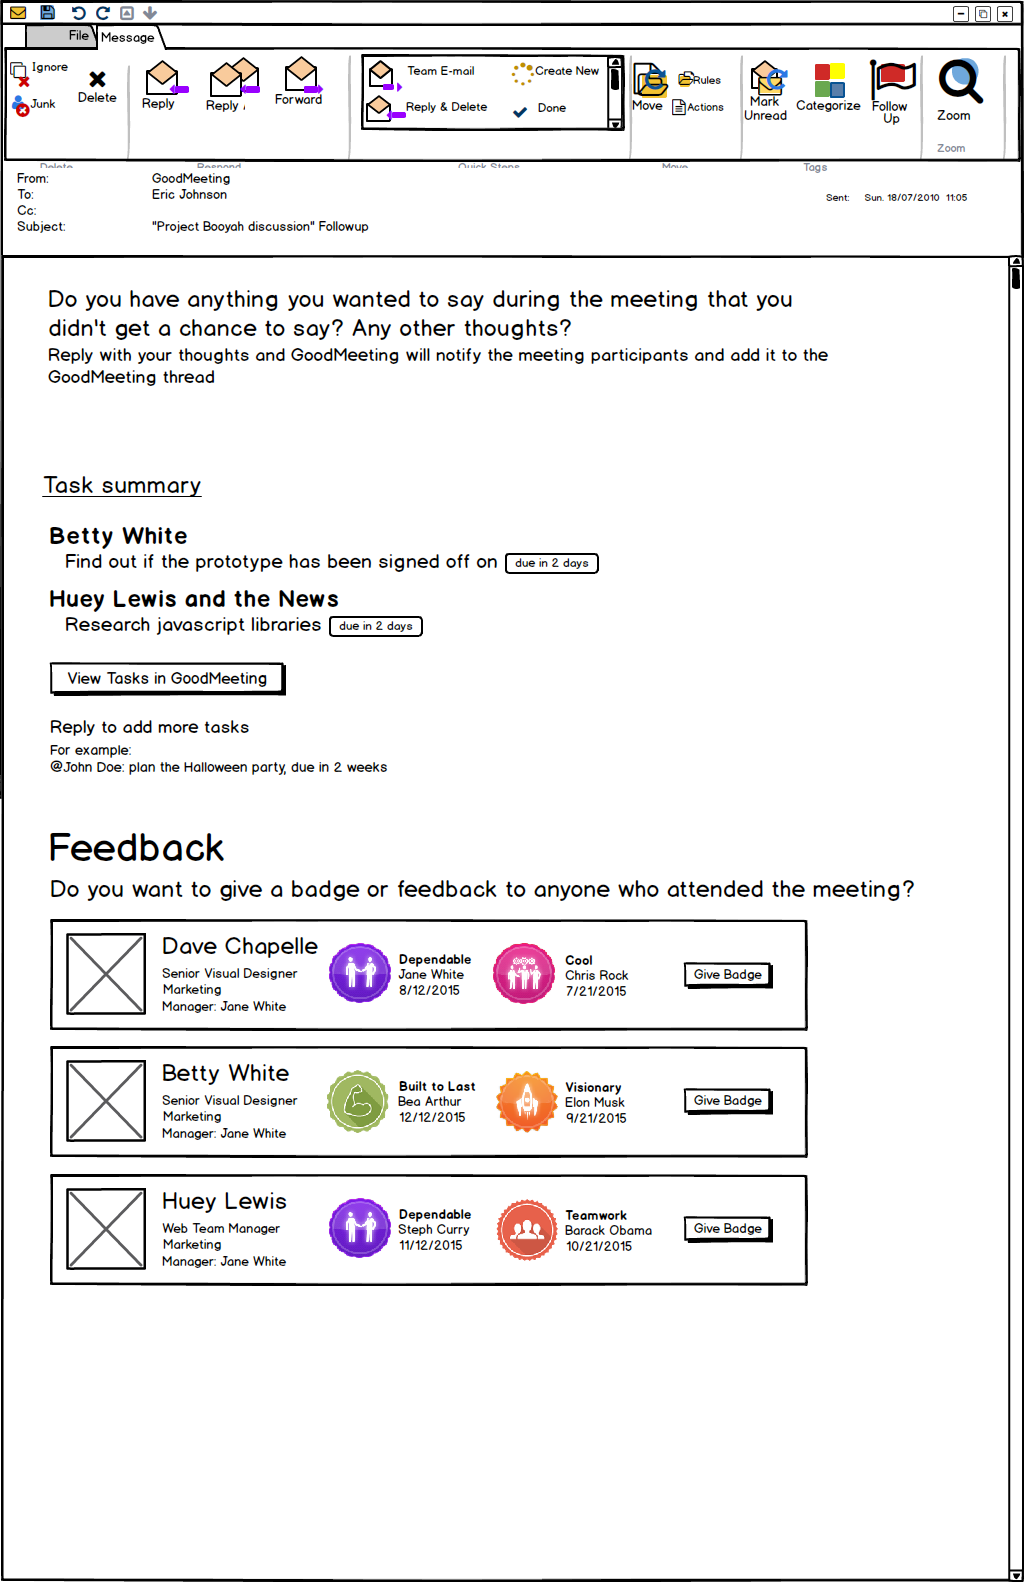 File Message
Ignore
Junk
Delete
Reply
Reply
Forward
Team E-mail
Create New
Reply & Delete
Done
Move
Rules
Actions
Mark
Unread
Categorize
Follow
Up
Zoom
Delete Respond Quick Steps Move Tags Zoom
From: GoodMeeting
To: Eric Johnson
Sent: Sun. 18/07/2010 11:05
Cc:
Subject: "Project Booyah discussion" Followup
Do you have anything you wanted to say during the meeting that you
didn't get a chance to say? Any other thoughts?
Reply with your thoughts and GoodMeeting will notify the meeting participants and add it to the
GoodMeeting thread
Task summary
Betty White
Find out if the prototype has been signed off on due in 2 days
Huey Lewis and the News
Research javascript libraries due in 2 days
View Tasks in GoodMeeting
Reply to add more tasks
For example:
@John Doe: plan the Halloween party, due in 2 weeks
Feedback
Do you want to give a badge or feedback to anyone who attended the meeting?
Dave Chapelle
Senior Visual Designer
Marketing
Manager: Jane White
Dependable
Jane White
8/12/2015
Cool
Chris Rock
7/21/2015
Give Badge
Betty White
Senior Visual Designer
Marketing
Manager: Jane White
Built to Last
Bea Arthur
12/12/2015
Visionary
Elon Musk
9/21/2015
Give Badge
Huey Lewis
Web Team Manager
Marketing
Manager: Jane White
Dependable
Steph Curry
11/12/2015
Teamwork
Barack Obama
10/21/2015
Give Badge